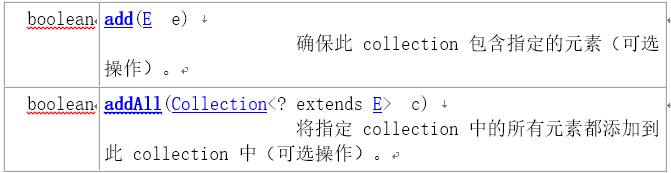 boolean add(E e)
确保此 collection 包含指定的元素（可选
操作）。
boolean addAll(Collection<? extends E> c)
将指定 collection 中的所有元素都添加到
此 collection 中（可选操作）。